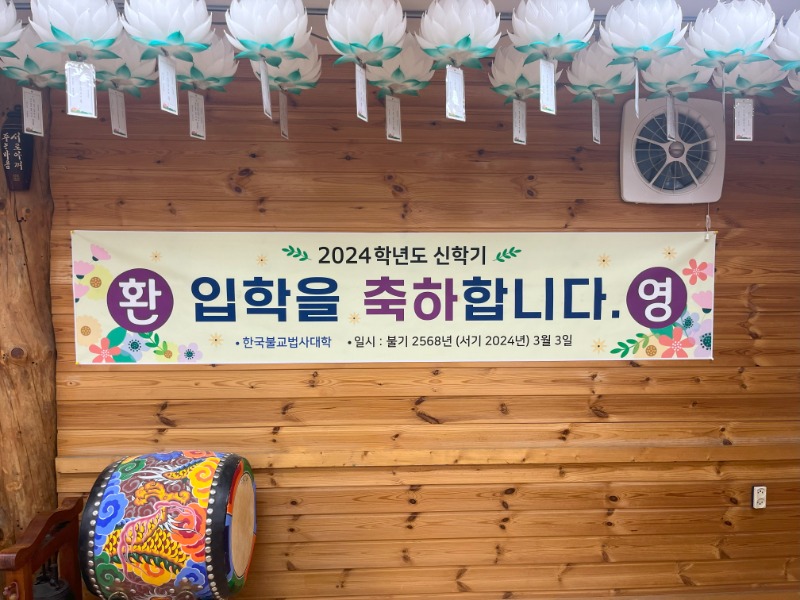 2024학년도 신학기
환 입학을 축하합니다. 영
• 한국불교법사대학 • 일시 : 불기 2568년 (서기 2024년) 3월 3일